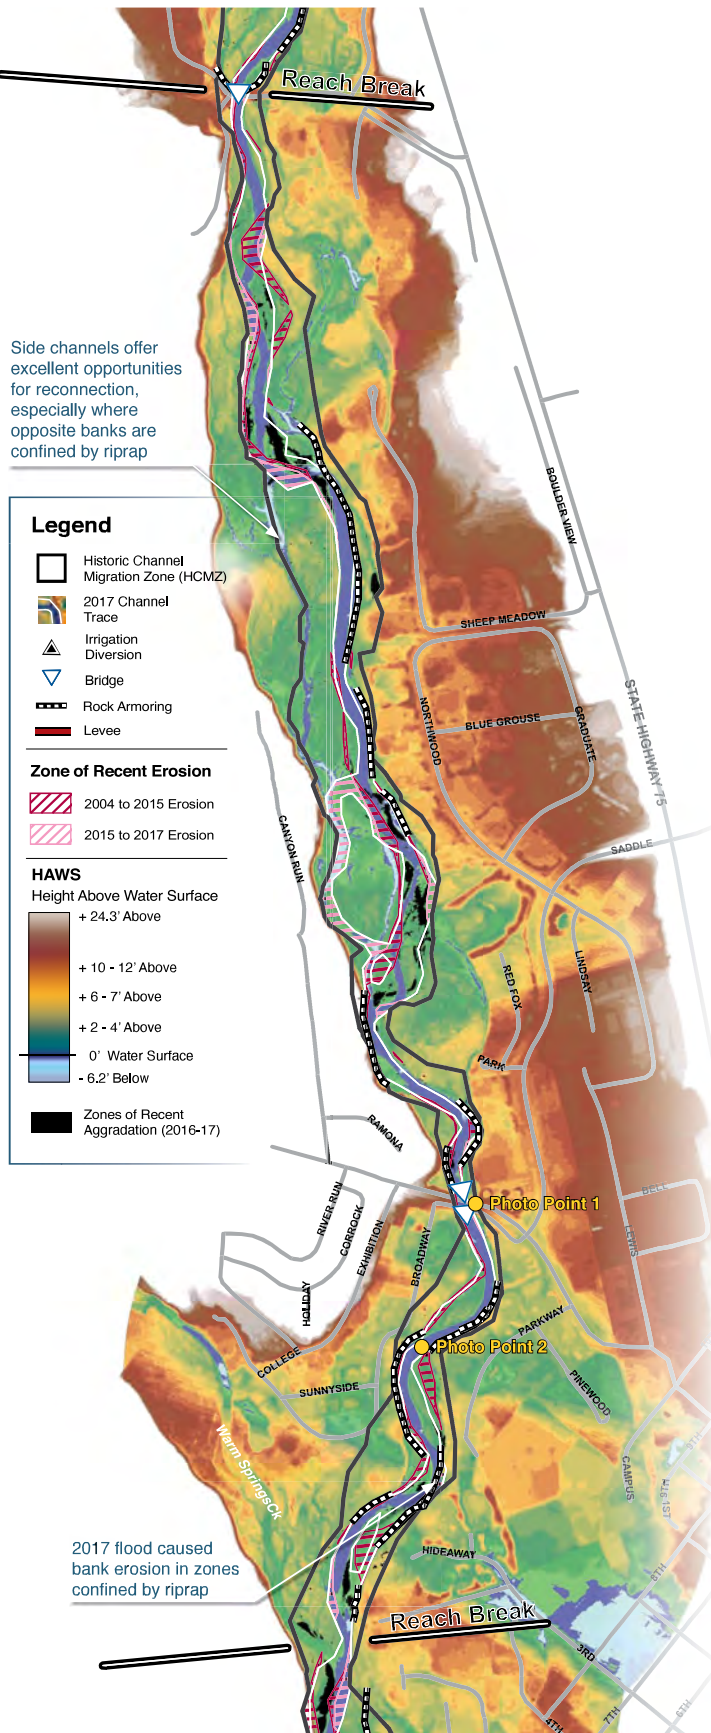 Reach Break
Side channels offer
excellent opportunities
for reconnection,
especially where
opposite banks are
confined by riprap
BOULDER VIEW
Legend
Historic Channel
Migration Zone (HCMZ)
2017 Channel
Trace
Irrigation
Diversion
Bridge
Rock Armoring
Levee
Zone of Recent Erosion
2004 to 2015 Erosion
2015 to 2017 Erosion
HAWS
Height Above Water Surface
+ 24.3' Above
+ 10 - 12' Above
+ 6 - 7' Above
+ 2 - 4' Above
0' Water Surface
- 6.2' Below
Zones of Recent
Aggradation (2016-17)
SHEEP MEADOW
STATE HIGHWAY 75
NORTHWOOD
BLUE GROUSE
GRADUATE
CANYON RUN
SADDLE
LINDSAY
RED FOX
PARK
RAMONA
RIVER RUN
CORROCK
EXHIBITION
HOLIDAY
BROADWAY
Photo Point 1
BELL
LEWIS
PARKWAY
Photo Point 2
COLLEGE
SUNNYSIDE
PINEWOOD
CAMPUS
9TH
1ST
8TH
Warm Springs Ck
2017 flood caused
bank erosion in zones
confined by riprap
HIDEAWAY
Reach Break
3RD
4TH
7TH
6TH